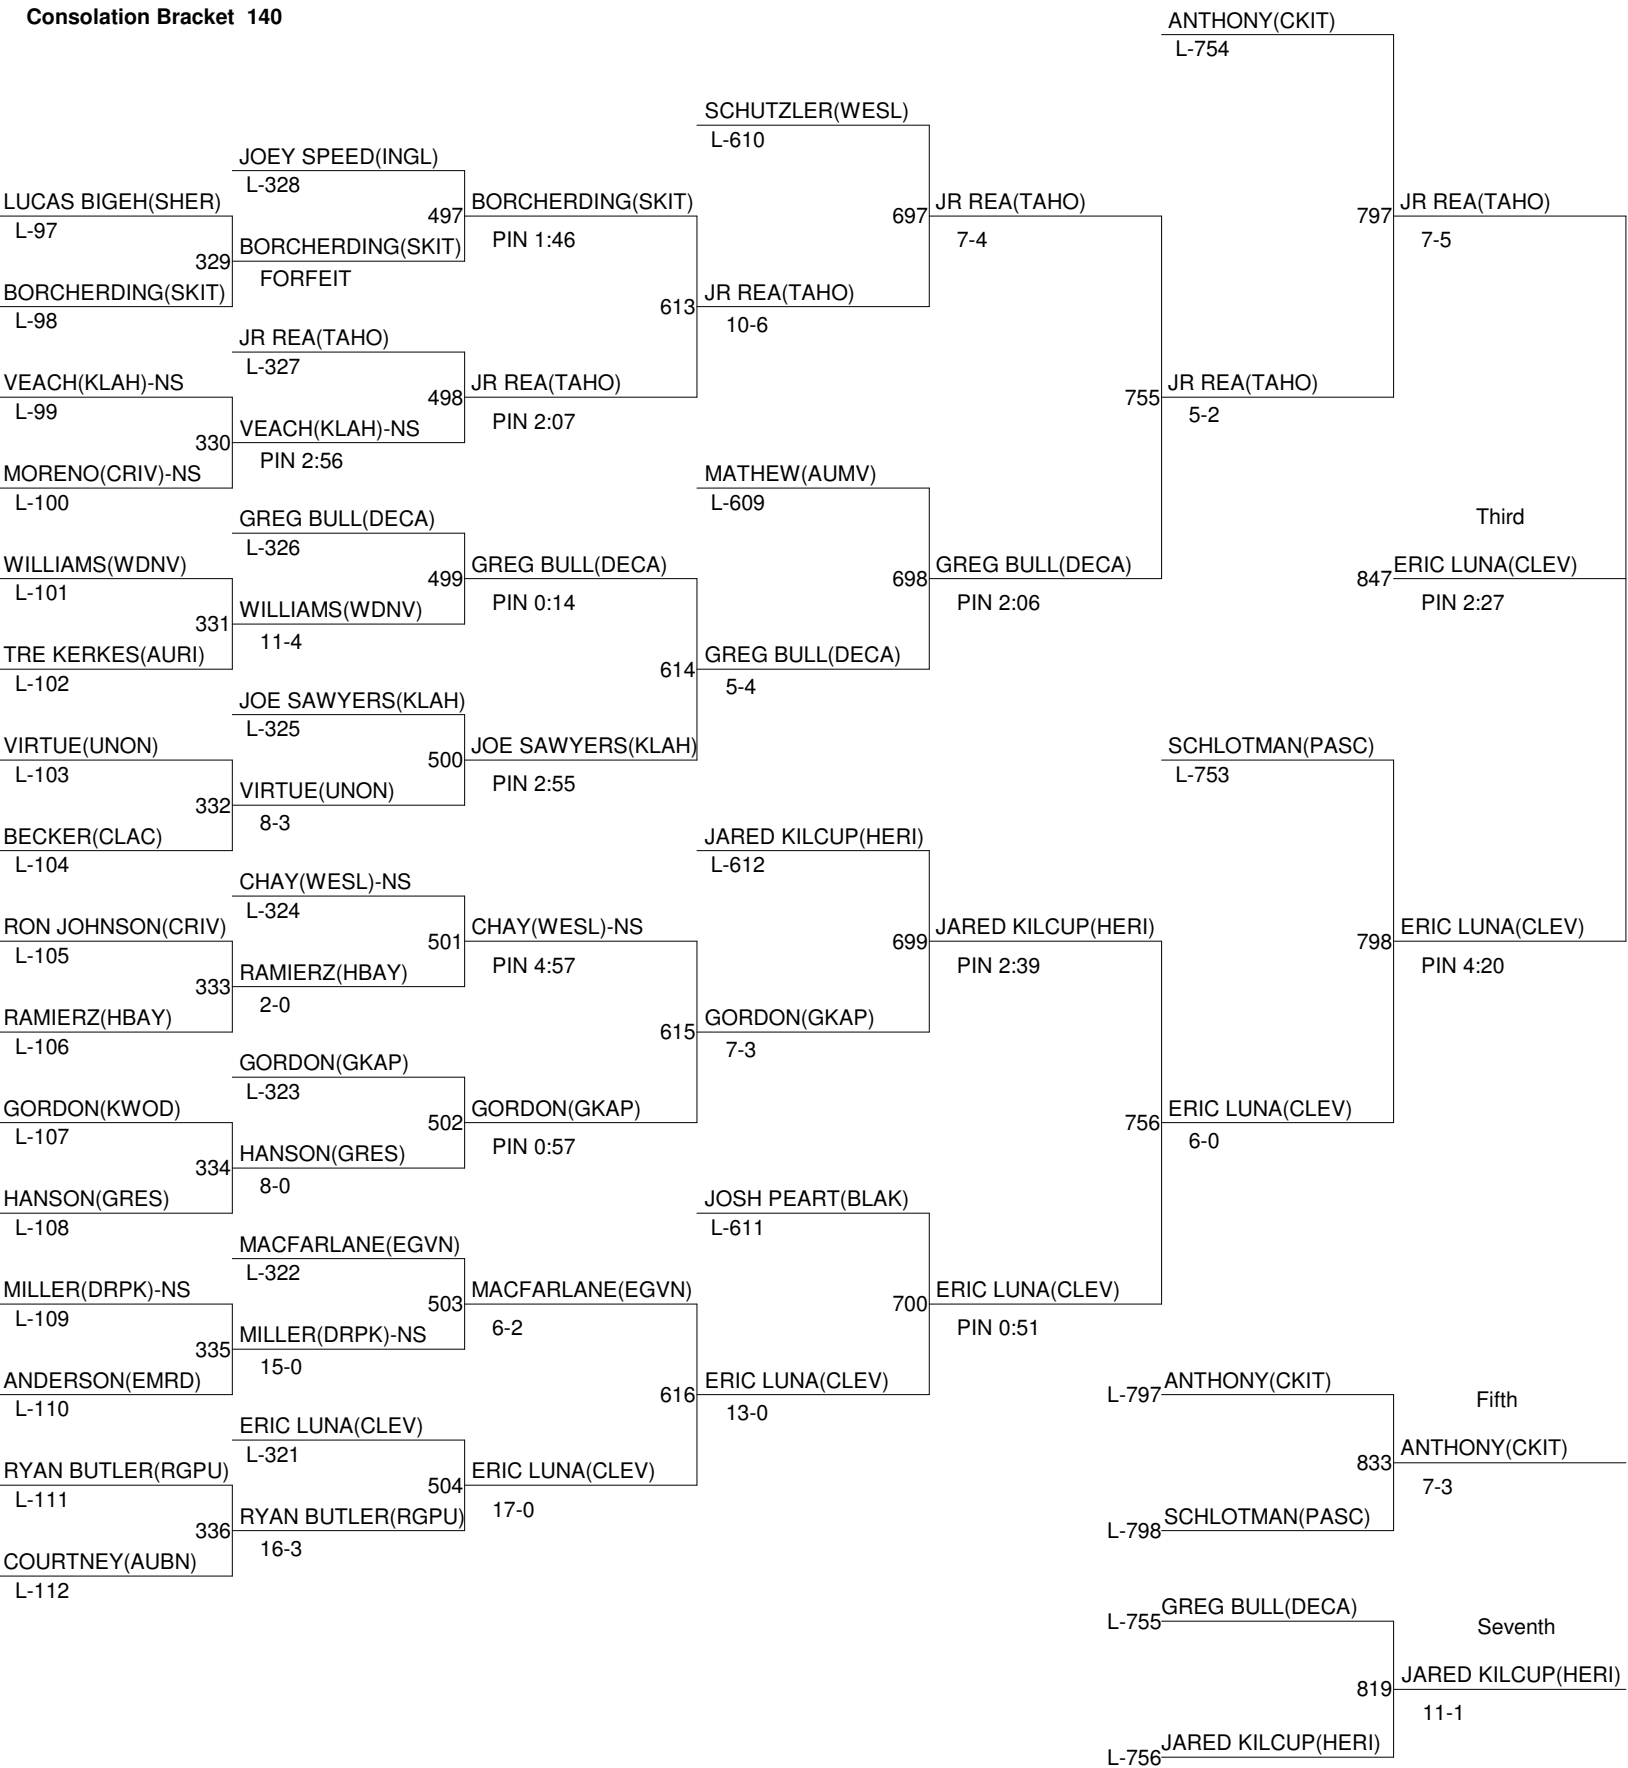 Consolation Bracket 140
LUCAS BIGEH(SHER)
L-97
BORCHERDING(SKIT)
L-98
VEACH(KLAH)-NS
L-99
MORENO(CRIV)-NS
L-100
WILLIAMS(WDNV)
L-101
TRE KERKES(AURI)
L-102
VIRTUE(UNON)
L-103
BECKER(CLAC)
L-104
RON JOHNSON(CRIV)
L-105
RAMIERZ(HBAY)
L-106
GORDON(KWOD)
L-107
HANSON(GRES)
L-108
MILLER(DRPK)-NS
L-109
ANDERSON(EMRD)
L-110
RYAN BUTLER(RGPU)
L-111
COURTNEY(AUBN)
L-112
JOEY SPEED(INGL)
L-328
329
BORCHERDING(SKIT)
FORFEIT
JR REA(TAHO)
L-327
330
VEACH(KLAH)-NS
PIN 2:56
GREG BULL(DECA)
L-326
331
WILLIAMS(WDNV)
11-4
JOE SAWYERS(KLAH)
L-325
332
VIRTUE(UNON)
8-3
CHAY(WESL)-NS
L-324
333
RAMIERZ(HBAY)
2-0
GORDON(GKAP)
L-323
334
HANSON(GRES)
8-0
MACFARLANE(EGVN)
L-322
335
MILLER(DRPK)-NS
15-0
ERIC LUNA(CLEV)
L-321
336
RYAN BUTLER(RGPU)
16-3
497
BORCHERDING(SKIT)
PIN 1:46
498
JR REA(TAHO)
PIN 2:07
499
GREG BULL(DECA)
PIN 0:14
500
JOE SAWYERS(KLAH)
PIN 2:55
501
CHAY(WESL)-NS
PIN 4:57
502
GORDON(GKAP)
PIN 0:57
503
MACFARLANE(EGVN)
6-2
504
ERIC LUNA(CLEV)
17-0
SCHUTZLER(WESL)
L-610
613
JR REA(TAHO)
10-6
MATHEW(AUMV)
L-609
614
GREG BULL(DECA)
5-4
JARED KILCUP(HERI)
L-612
615
GORDON(GKAP)
7-3
JOSH PEART(BLAK)
L-611
616
ERIC LUNA(CLEV)
13-0
697
JR REA(TAHO)
7-4
698
GREG BULL(DECA)
PIN 2:06
699
JARED KILCUP(HERI)
PIN 2:39
700
ERIC LUNA(CLEV)
PIN 0:51
ANTHONY(CKIT)
L-754
755
JR REA(TAHO)
5-2
SCHLOTMAN(PASC)
L-753
756
ERIC LUNA(CLEV)
6-0
797
JR REA(TAHO)
7-5
798
ERIC LUNA(CLEV)
PIN 4:20
Third
847
ERIC LUNA(CLEV)
PIN 2:27
L-797
ANTHONY(CKIT)
Fifth
833
ANTHONY(CKIT)
7-3
L-798
SCHLOTMAN(PASC)
L-755
GREG BULL(DECA)
Seventh
819
JARED KILCUP(HERI)
11-1
L-756
JARED KILCUP(HERI)